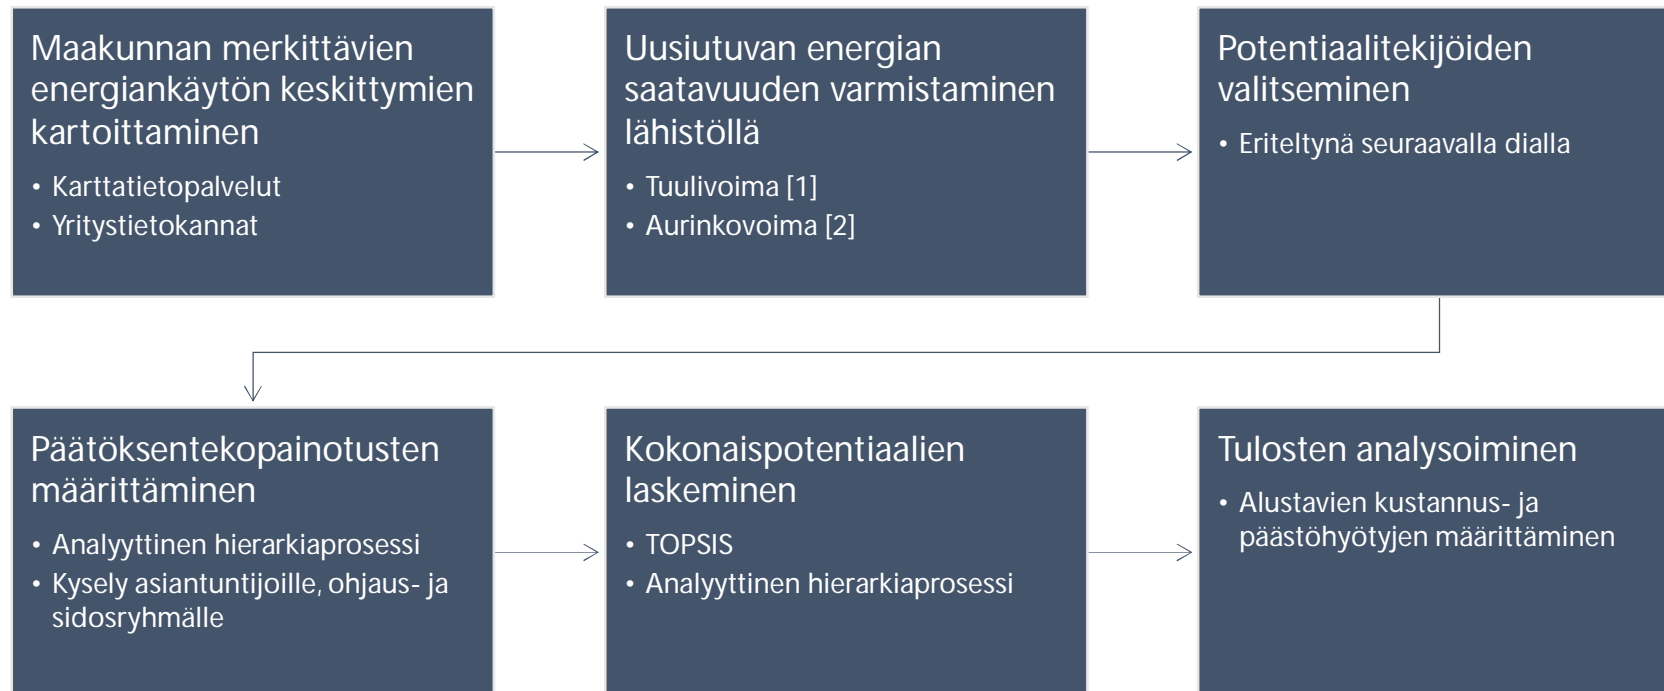 Maakunnan merkittävien
energiankäytön keskittymien
kartoittaminen
• Karttatietopalvelut
• Yritystietokannat
Uusiutuvan energian
saatavuuden varmistaminen
lähistöllä
• Tuulivoima [1]
• Aurinkovoima [2]
Potentiaalitekijöiden
valitseminen
• Eriteltynä seuraavalla dialla
Päätöksentekopainotusten
määrittäminen
• Analyyttinen hierarkiaprosessi
• Kysely asiantuntijoille, ohjaus- ja
sidosryhmälle
Kokonaispotentiaalien
laskeminen
• TOPSIS
• Analyyttinen hierarkiaprosessi
Tulosten analysoiminen
• Alustavien kustannus- ja
päästöhyötyjen määrittäminen